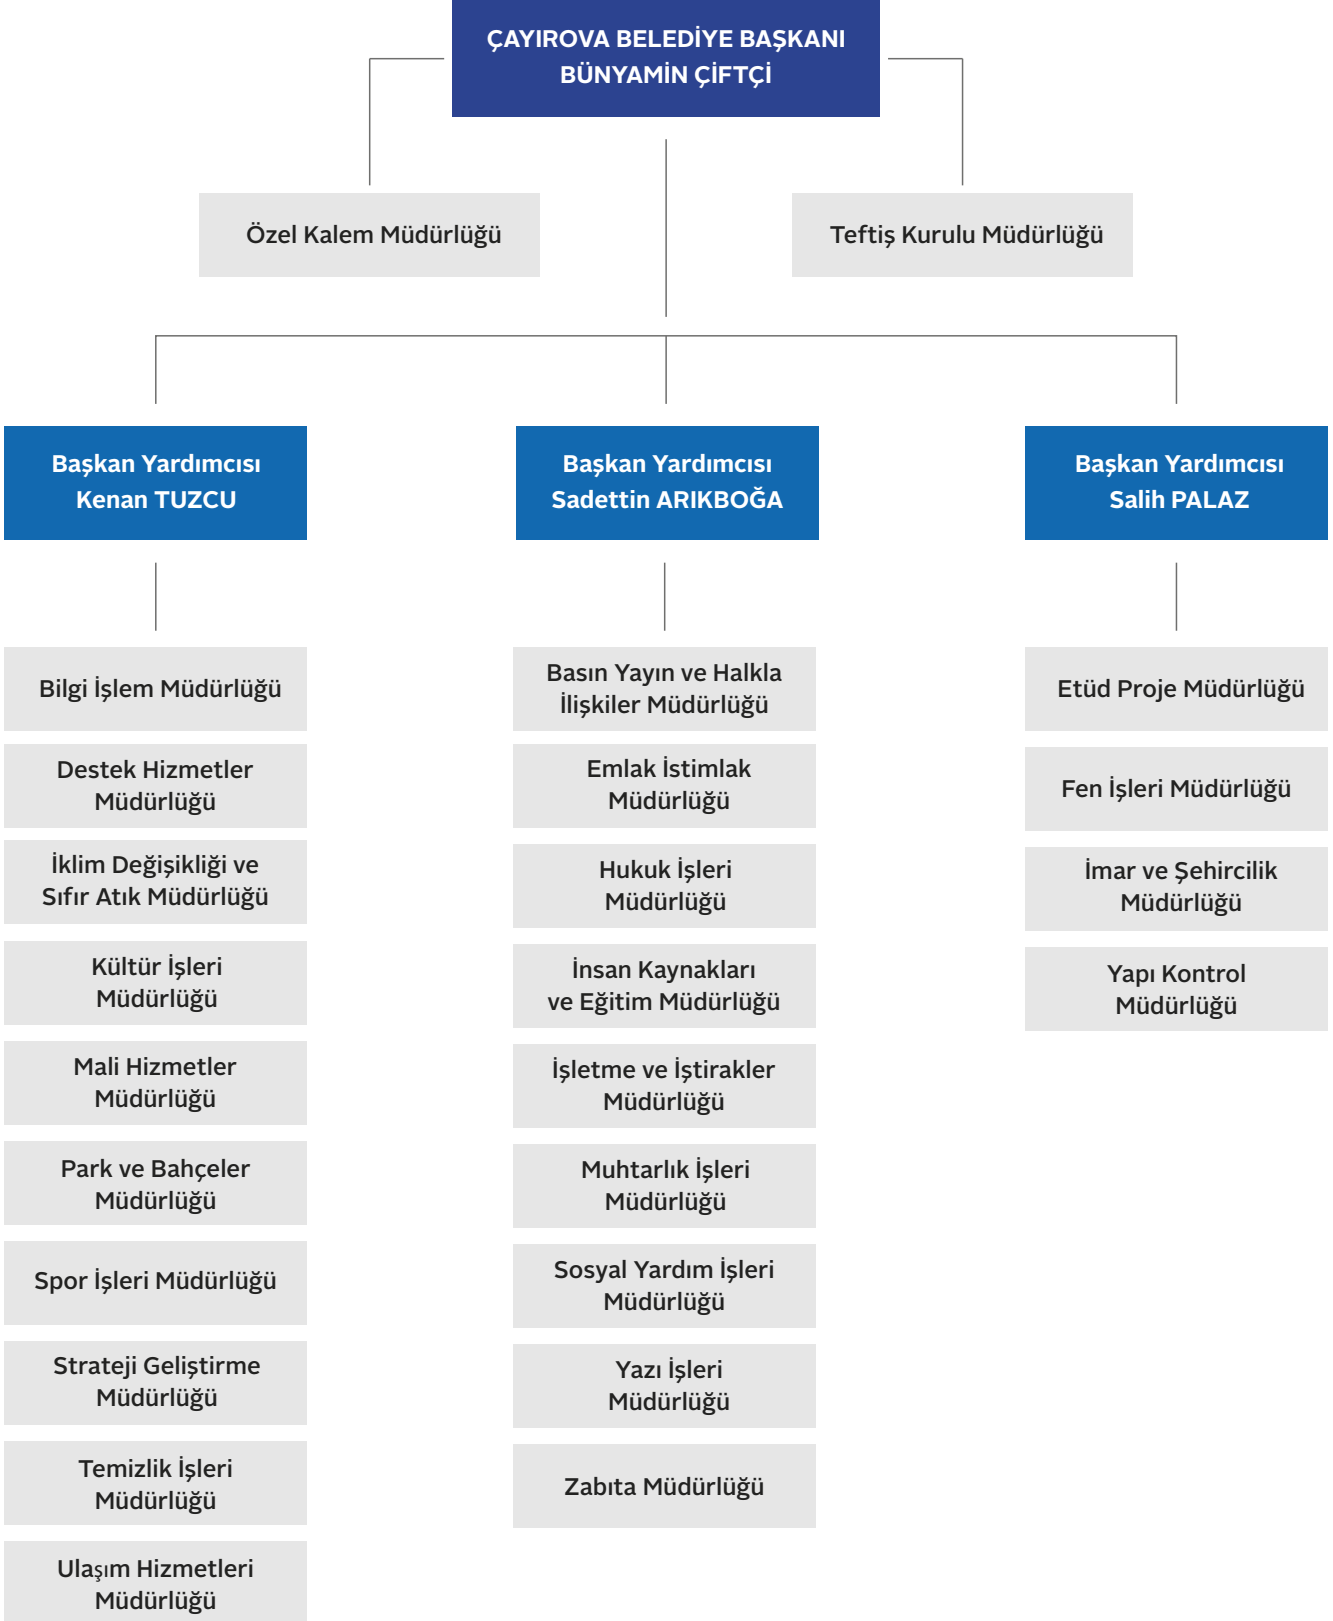 ÇAYIROVA BELEDİYE BAŞKANI
BÜNYAMİN ÇİFTÇİ
Özel Kalem Müdürlüğü
Teftiş Kurulu Müdürlüğü
Başkan Yardımcısı
Kenan TUZCU
Bilgi İşlem Müdürlüğü
Destek Hizmetler
Müdürlüğü
İklim Değişikliği ve
Sıfır Atık Müdürlüğü
Kültür İşleri
Müdürlüğü
Mali Hizmetler
Müdürlüğü
Park ve Bahçeler
Müdürlüğü
Spor İşleri Müdürlüğü
Strateji Geliştirme
Müdürlüğü
Temizlik İşleri
Müdürlüğü
Ulaşım Hizmetleri
Müdürlüğü
Başkan Yardımcısı
Sadettin ARIKBOĞA
Basın Yayın ve Halkla
İlişkiler Müdürlüğü
Emlak İstimlak
Müdürlüğü
Hukuk İşleri
Müdürlüğü
İnsan Kaynakları
ve Eğitim Müdürlüğü
İşletme ve İştirakler
Müdürlüğü
Muhtarlık İşleri
Müdürlüğü
Sosyal Yardım İşleri
Müdürlüğü
Yazı İşleri
Müdürlüğü
Zabıta Müdürlüğü
Başkan Yardımcısı
Salih PALAZ
Etüd Proje Müdürlüğü
Fen İşleri Müdürlüğü
İmar ve Şehircilik
Müdürlüğü
Yapı Kontrol
Müdürlüğü